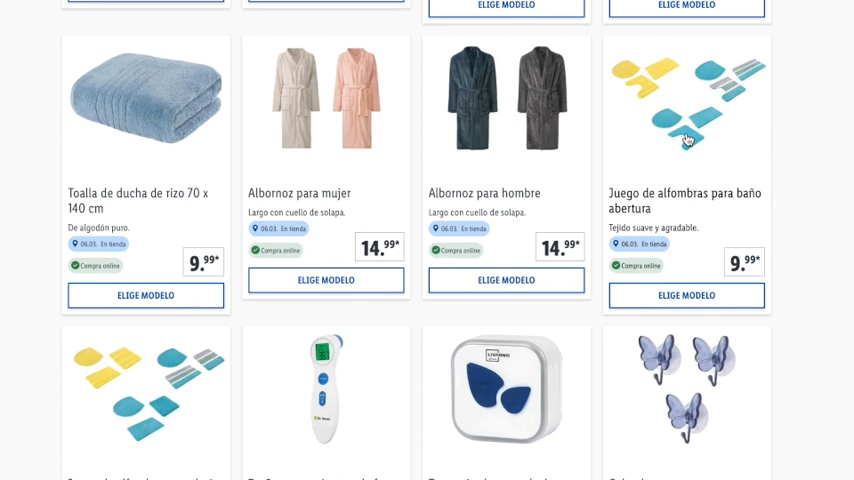 ELIGE MODELO
ELIGE MODELO
Toalla de ducha de rizo 70 x
140 cm
De algodón puro.
06.03. En tienda
Compra online
9.99*
ELIGE MODELO
Albornoz para mujer
Largo con cuello de solapa.
06.03. En tienda
Compra online
14.99*
ELIGE MODELO
Albornoz para hombre
Largo con cuello de solapa.
06.03. En tienda
Compra online
14.99*
ELIGE MODELO
Juego de alfombras para baño
abertura
Tejido suave y agradable.
06.03. En tienda
Compra online
9.99*
ELIGE MODELO
LIVARNO